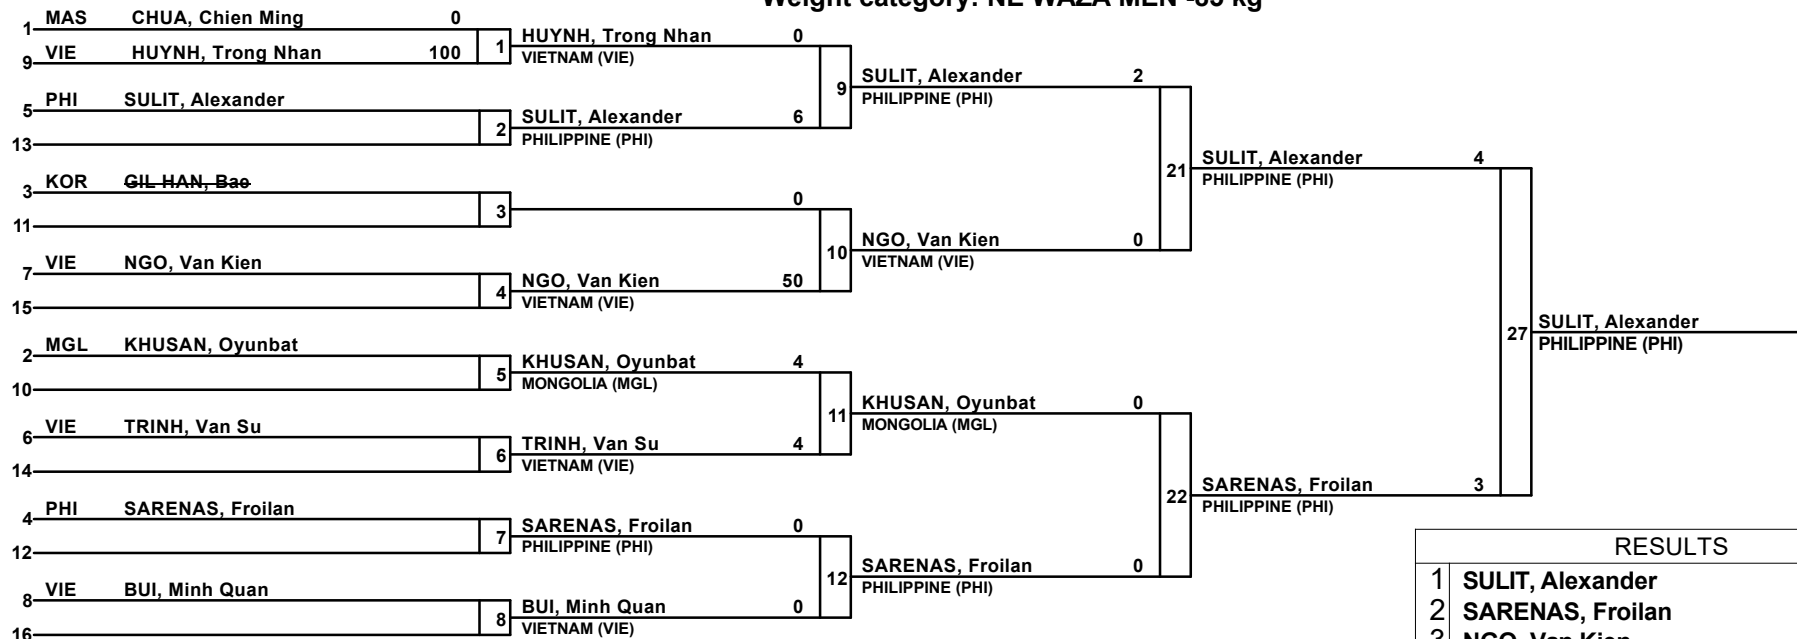 Weight category: NE WAZA MEN -85 kg
1 MAS CHUA, Chien Ming 0
9 VIE HUYNH, Trong Nhan 100
1 HUYNH, Trong Nhan 0
VIETNAM (VIE)
9 SULIT, Alexander 2
PHILIPPINE (PHI)
5 PHI SULIT, Alexander
13
2 SULIT, Alexander 6
PHILIPPINE (PHI)
21 SULIT, Alexander 4
PHILIPPINE (PHI)
3 KOR GIL HAN, Bae
11
3 0
10 NGO, Van Kien 0
VIETNAM (VIE)
7 VIE NGO, Van Kien
15
4 NGO, Van Kien 50
VIETNAM (VIE)
27 SULIT, Alexander
PHILIPPINE (PHI)
2 MGL KHUSAN, Oyunbat
10
5 KHUSAN, Oyunbat 4
MONGOLIA (MGL)
11 KHUSAN, Oyunbat 0
MONGOLIA (MGL)
6 VIE TRINH, Van Su
14
6 TRINH, Van Su 4
VIETNAM (VIE)
22 SARENAS, Froilan 3
PHILIPPINE (PHI)
4 PHI SARENAS, Froilan
12
7 SARENAS, Froilan 0
PHILIPPINE (PHI)
12 SARENAS, Froilan 0
PHILIPPINE (PHI)
8 VIE BUI, Minh Quan
16
8 BUI, Minh Quan 0
VIETNAM (VIE)
RESULTS
1 SULIT, Alexander
2 SARENAS, Froilan
3 NGO, Van Kien